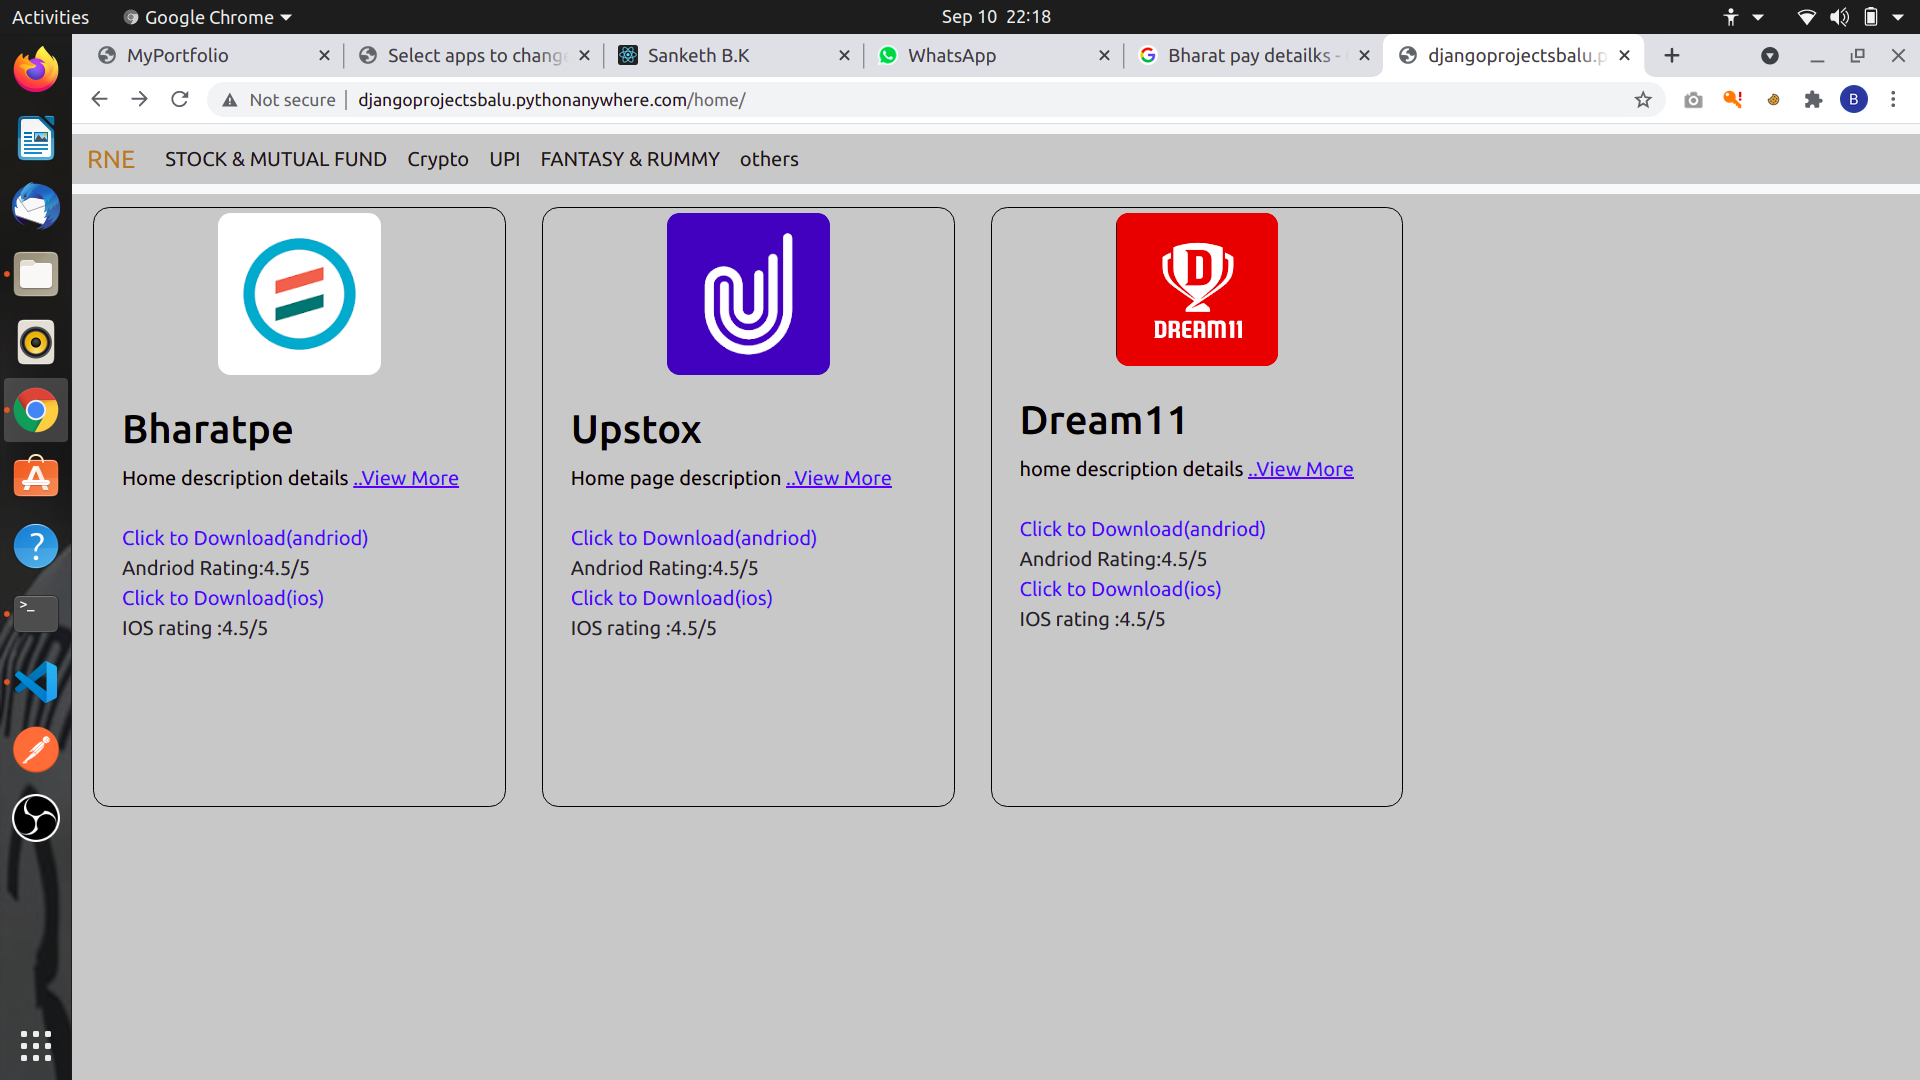 Activities Google Chrome Sep 10 22:18
MyPortfolio Select apps to change Sanketh B.K WhatsApp Bharat pay detailks - djangoprojectsbalu.p
Not secure djangoprojectsbalu.pythonanywhere.com/home/ B
RNE STOCK & MUTUAL FUND Crypto UPI FANTASY & RUMMY others
Bharatpe
Home description details ..View More
Click to Download(andriod)
Andriod Rating:4.5/5
Click to Download(ios)
IOS rating :4.5/5
Upstox
Home page description ..View More
Click to Download(andriod)
Andriod Rating:4.5/5
Click to Download(ios)
IOS rating :4.5/5
D
DREAM11
Dream11
home description details ..View More
Click to Download(andriod)
Andriod Rating:4.5/5
Click to Download(ios)
IOS rating :4.5/5